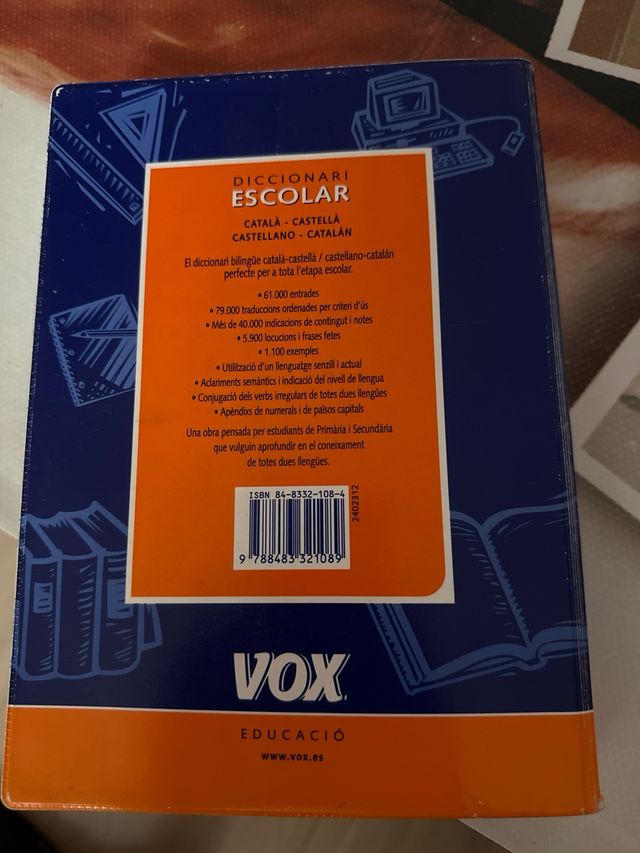 DICCIONARI
ESCOLAR
CATALÀ - CASTELLÀ
CASTELLANO - CATALÁN
El diccionari bilingüe català-castellà / castellano-catalán
perfecte per a tota l'etapa escolar.
• 61.000 entrades
• 79.000 traduccions ordenades per criteri d'ús
• Més de 40.000 indicacions de contingut i notes
• 5.900 locucions i frases fetes
• 1.100 exemples
• Utilització d'un llenguatge senzill i actual
• Aclariments semàntics i indicació del nivell de llengua
• Conjugació dels verbs irregulars de totes dues llengües
• Apèndixs de numerals i de països capitals
Una obra pensada per estudiants de Primària i Secundària
que vulguin aprofundir en el coneixament
de totes dues llengües.
ISBN 84-8332-108-4
9 788483 321089
2402312
VOX
EDUCACIÓ
www.vox.es